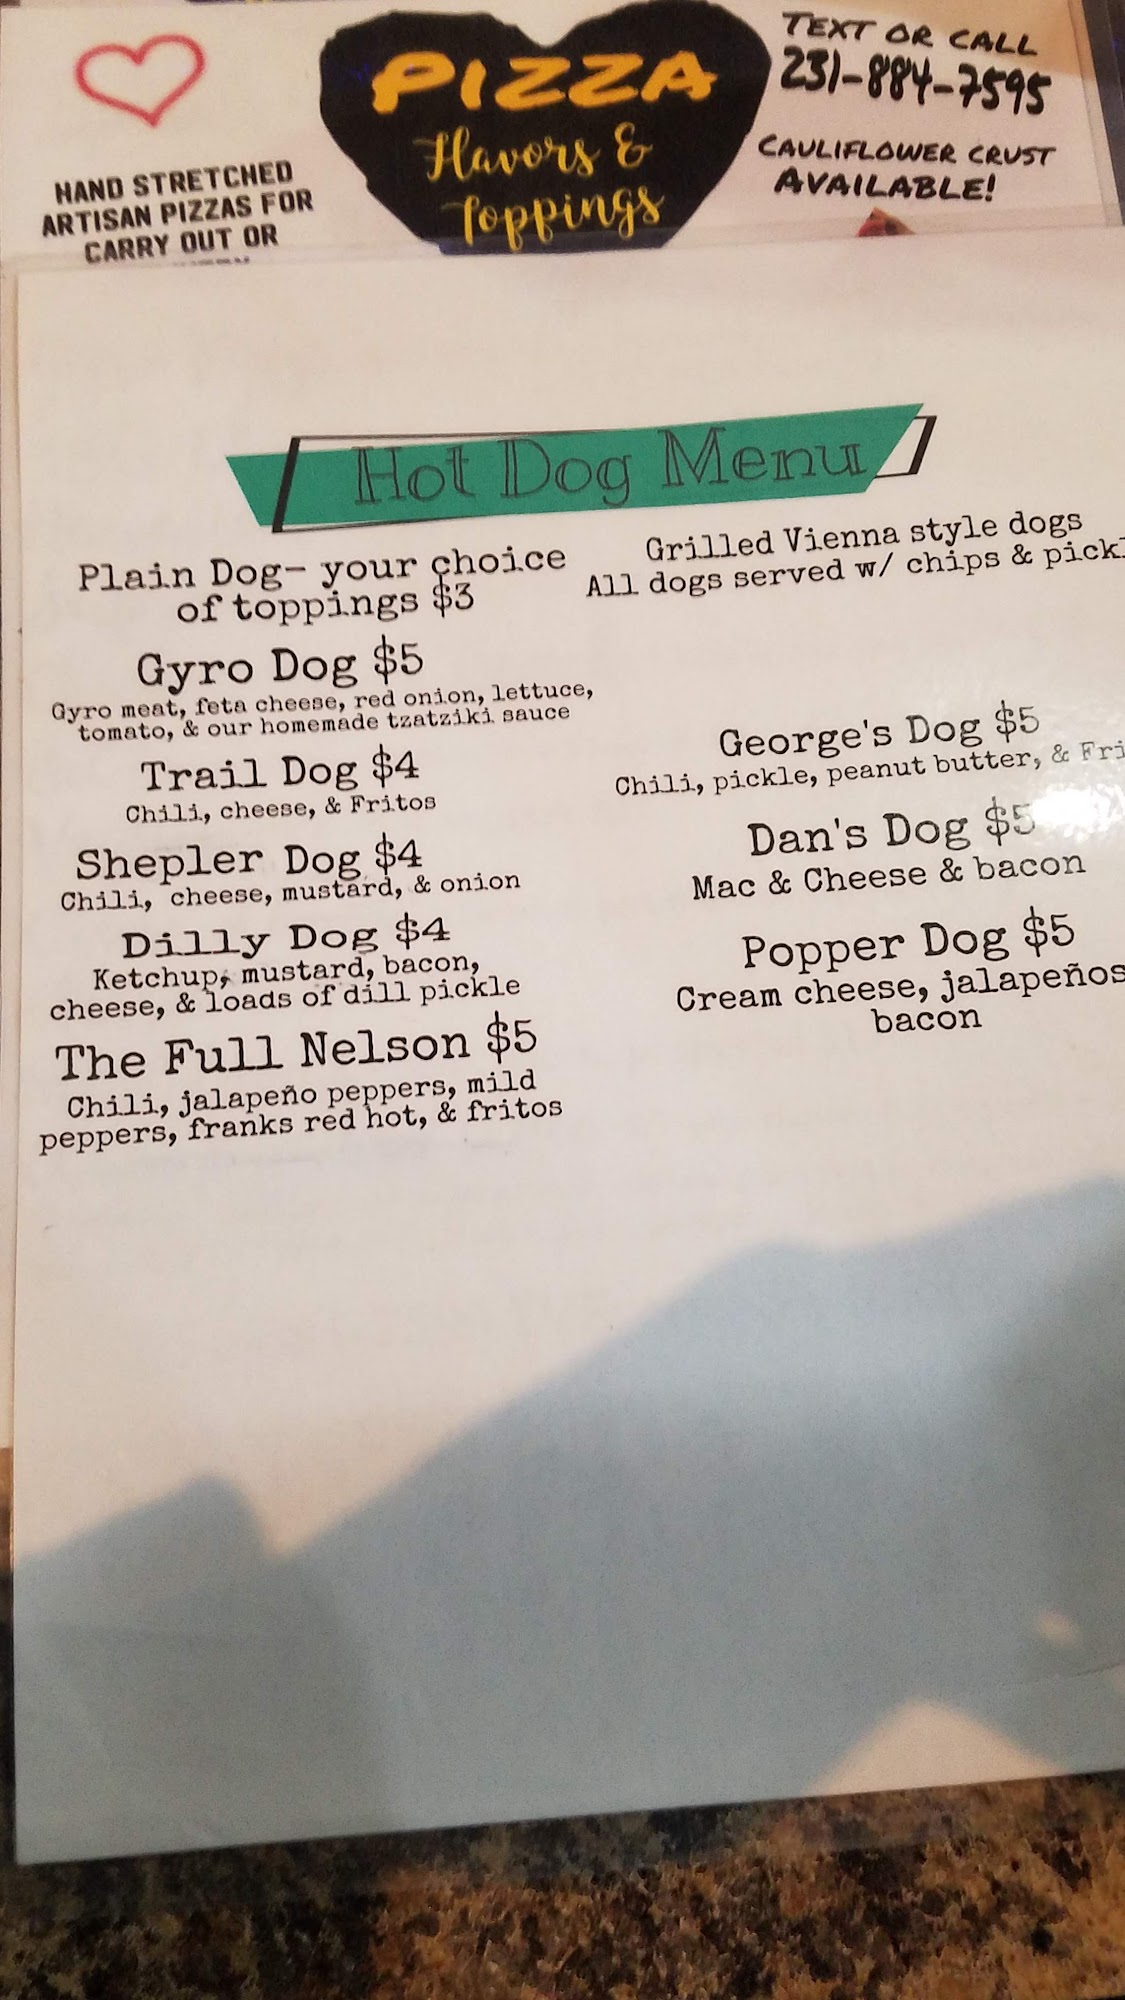 PIZZA
Flavors &
Toppings
HAND STRETCHED
ARTISAN PIZZAS FOR
CARRY OUT OR
TEXT OR CALL
231-884-7595
CAULIFLOWER CRUST
AVAILABLE!
Hot Dog Menu
Plain Dog- your choice
of toppings $3
Gyro Dog $5
Gyro meat, feta cheese, red onion, lettuce,
tomato, & our homemade tzatziki sauce
Trail Dog $4
Chili, cheese, & Fritos
Shepler Dog $4
Chili, cheese, mustard, & onion
Dilly Dog $4
Ketchup, mustard, bacon,
cheese, & loads of dill pickle
The Full Nelson $5
Chili, jalapeño peppers, mild
peppers, franks red hot, & fritos
Grilled Vienna style dogs
All dogs served w/ chips & pickl
George's Dog $5
Chili, pickle, peanut butter, & Fri
Dan's Dog $5
Mac & Cheese & bacon
Popper Dog $5
Cream cheese, jalapeños
bacon